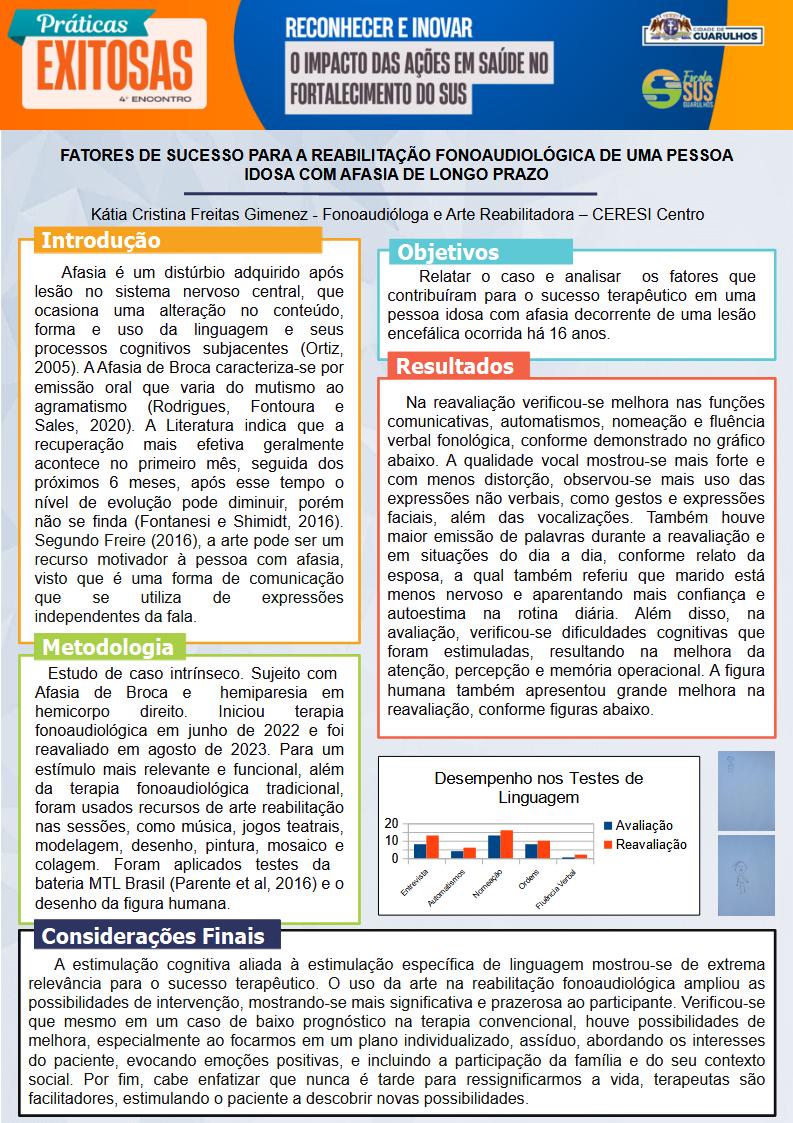 Práticas
EXITOSAS
4º ENCONTRO
RECONHECER E INOVAR
O IMPACTO DAS AÇÕES EM SAÚDE NO
FORTALECIMENTO DO SUS
CIDADE DE
GUARULHOS
Escola
SUS
GUARULHOS
FATORES DE SUCESSO PARA A REABILITAÇÃO FONOAUDIOLÓGICA DE UMA PESSOA
IDOSA COM AFASIA DE LONGO PRAZO
Kátia Cristina Freitas Gimenez - Fonoaudióloga e Arte Reabilitadora – CERESI Centro
Introdução
Afasia é um distúrbio adquirido após
lesão no sistema nervoso central, que
ocasiona uma alteração no conteúdo,
forma e uso da linguagem e seus
processos cognitivos subjacentes (Ortiz,
2005). A Afasia de Broca caracteriza-se por
emissão oral que varia do mutismo ao
agramatismo (Rodrigues, Fontoura e
Sales, 2020). A Literatura indica que a
recuperação mais efetiva geralmente
acontece no primeiro mês, seguida dos
próximos 6 meses, após esse tempo o
nível de evolução pode diminuir, porém
não se finda (Fontanesi e Shimidt, 2016).
Segundo Freire (2016), a arte pode ser um
recurso motivador à pessoa com afasia,
visto que é uma forma de comunicação
que se utiliza de expressões
independentes da fala.
Metodologia
Estudo de caso intrínseco. Sujeito com
Afasia de Broca e hemiparesia em
hemicorpo direito. Iniciou terapia
fonoaudiológica em junho de 2022 e foi
reavaliado em agosto de 2023. Para um
estímulo mais relevante e funcional, além
da terapia fonoaudiológica tradicional,
foram usados recursos de arte reabilitação
nas sessões, como música, jogos teatrais,
modelagem, desenho, pintura, mosaico e
colagem. Foram aplicados testes da
bateria MTL Brasil (Parente et al, 2016) e o
desenho da figura humana.
Objetivos
Relatar o caso e analisar os fatores que
contribuíram para o sucesso terapêutico em uma
pessoa idosa com afasia decorrente de uma lesão
encefálica ocorrida há 16 anos.
Resultados
Na reavaliação verificou-se melhora nas funções
comunicativas, automatismos, nomeação e fluência
verbal fonológica, conforme demonstrado no gráfico
abaixo. A qualidade vocal mostrou-se mais forte e
com menos distorção, observou-se mais uso das
expressões não verbais, como gestos e expressões
faciais, além das vocalizações. Também houve
maior emissão de palavras durante a reavaliação e
em situações do dia a dia, conforme relato da
esposa, a qual também referiu que marido está
menos nervoso e aparentando mais confiança e
autoestima na rotina diária. Além disso, na
avaliação, verificou-se dificuldades cognitivas que
foram estimuladas, resultando na melhora da
atenção, percepção e memória operacional. A figura
humana também apresentou grande melhora na
reavaliação, conforme figuras abaixo.
Desempenho nos Testes de
Linguagem
20
10
0
Entrevista
Automatismos
Nomeação
Ordens
Fluência Verbal
Avaliação
Reavaliação
Considerações Finais
A estimulação cognitiva aliada à estimulação específica de linguagem mostrou-se de extrema
relevância para o sucesso terapêutico. O uso da arte na reabilitação fonoaudiológica ampliou as
possibilidades de intervenção, mostrando-se mais significativa e prazerosa ao participante. Verificou-se
que mesmo em um caso de baixo prognóstico na terapia convencional, houve possibilidades de
melhora, especialmente ao focarmos em um plano individualizado, assíduo, abordando os interesses
do paciente, evocando emoções positivas, e incluindo a participação da família e do seu contexto
social. Por fim, cabe enfatizar que nunca é tarde para ressignificarmos a vida, terapeutas são
facilitadores, estimulando o paciente a descobrir novas possibilidades.